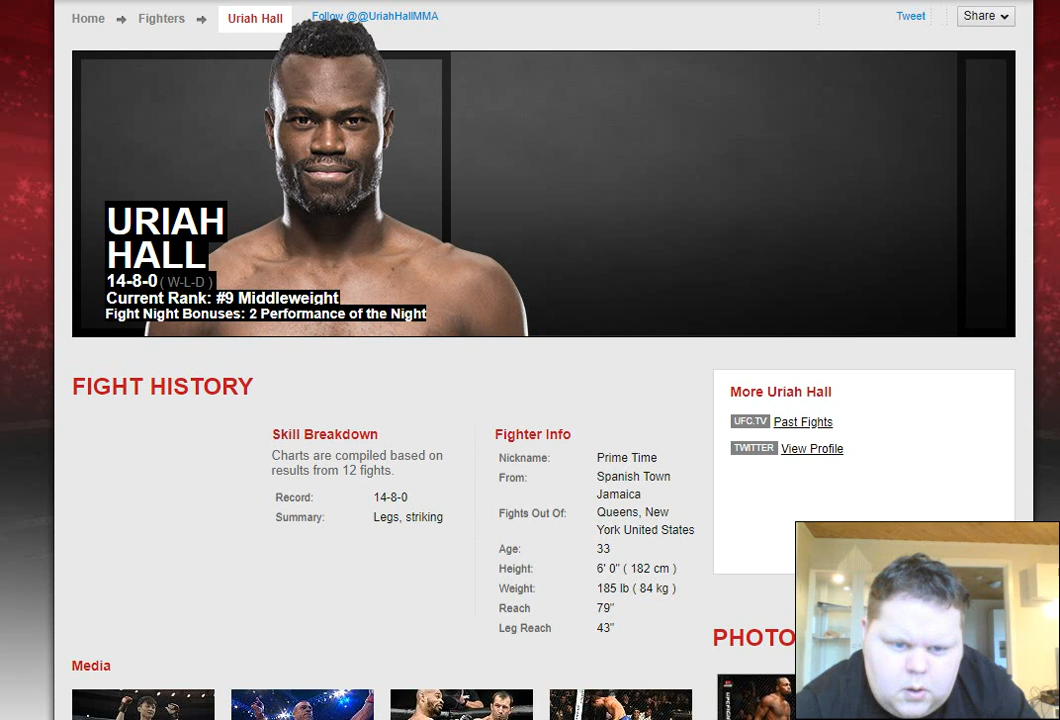 Home
Fighters
Uriah Hall
Follow @@UriahHallMMA
Tweet
Share
URIAH
HALL
14-8-0 ( W-L-D )
Current Rank: #9 Middleweight
Fight Night Bonuses: 2 Performance of the Night
FIGHT HISTORY
Skill Breakdown
Charts are compiled based on
results from 12 fights.
Record: 14-8-0
Summary: Legs, striking
Fighter Info
Nickname: Prime Time
From: Spanish Town
Jamaica
Fights Out Of: Queens, New
York United States
Age: 33
Height: 6' 0" ( 182 cm )
Weight: 185 lb ( 84 kg )
Reach 79"
Leg Reach 43"
More Uriah Hall
UFC.TV Past Fights
TWITTER View Profile
Media
PHOTO